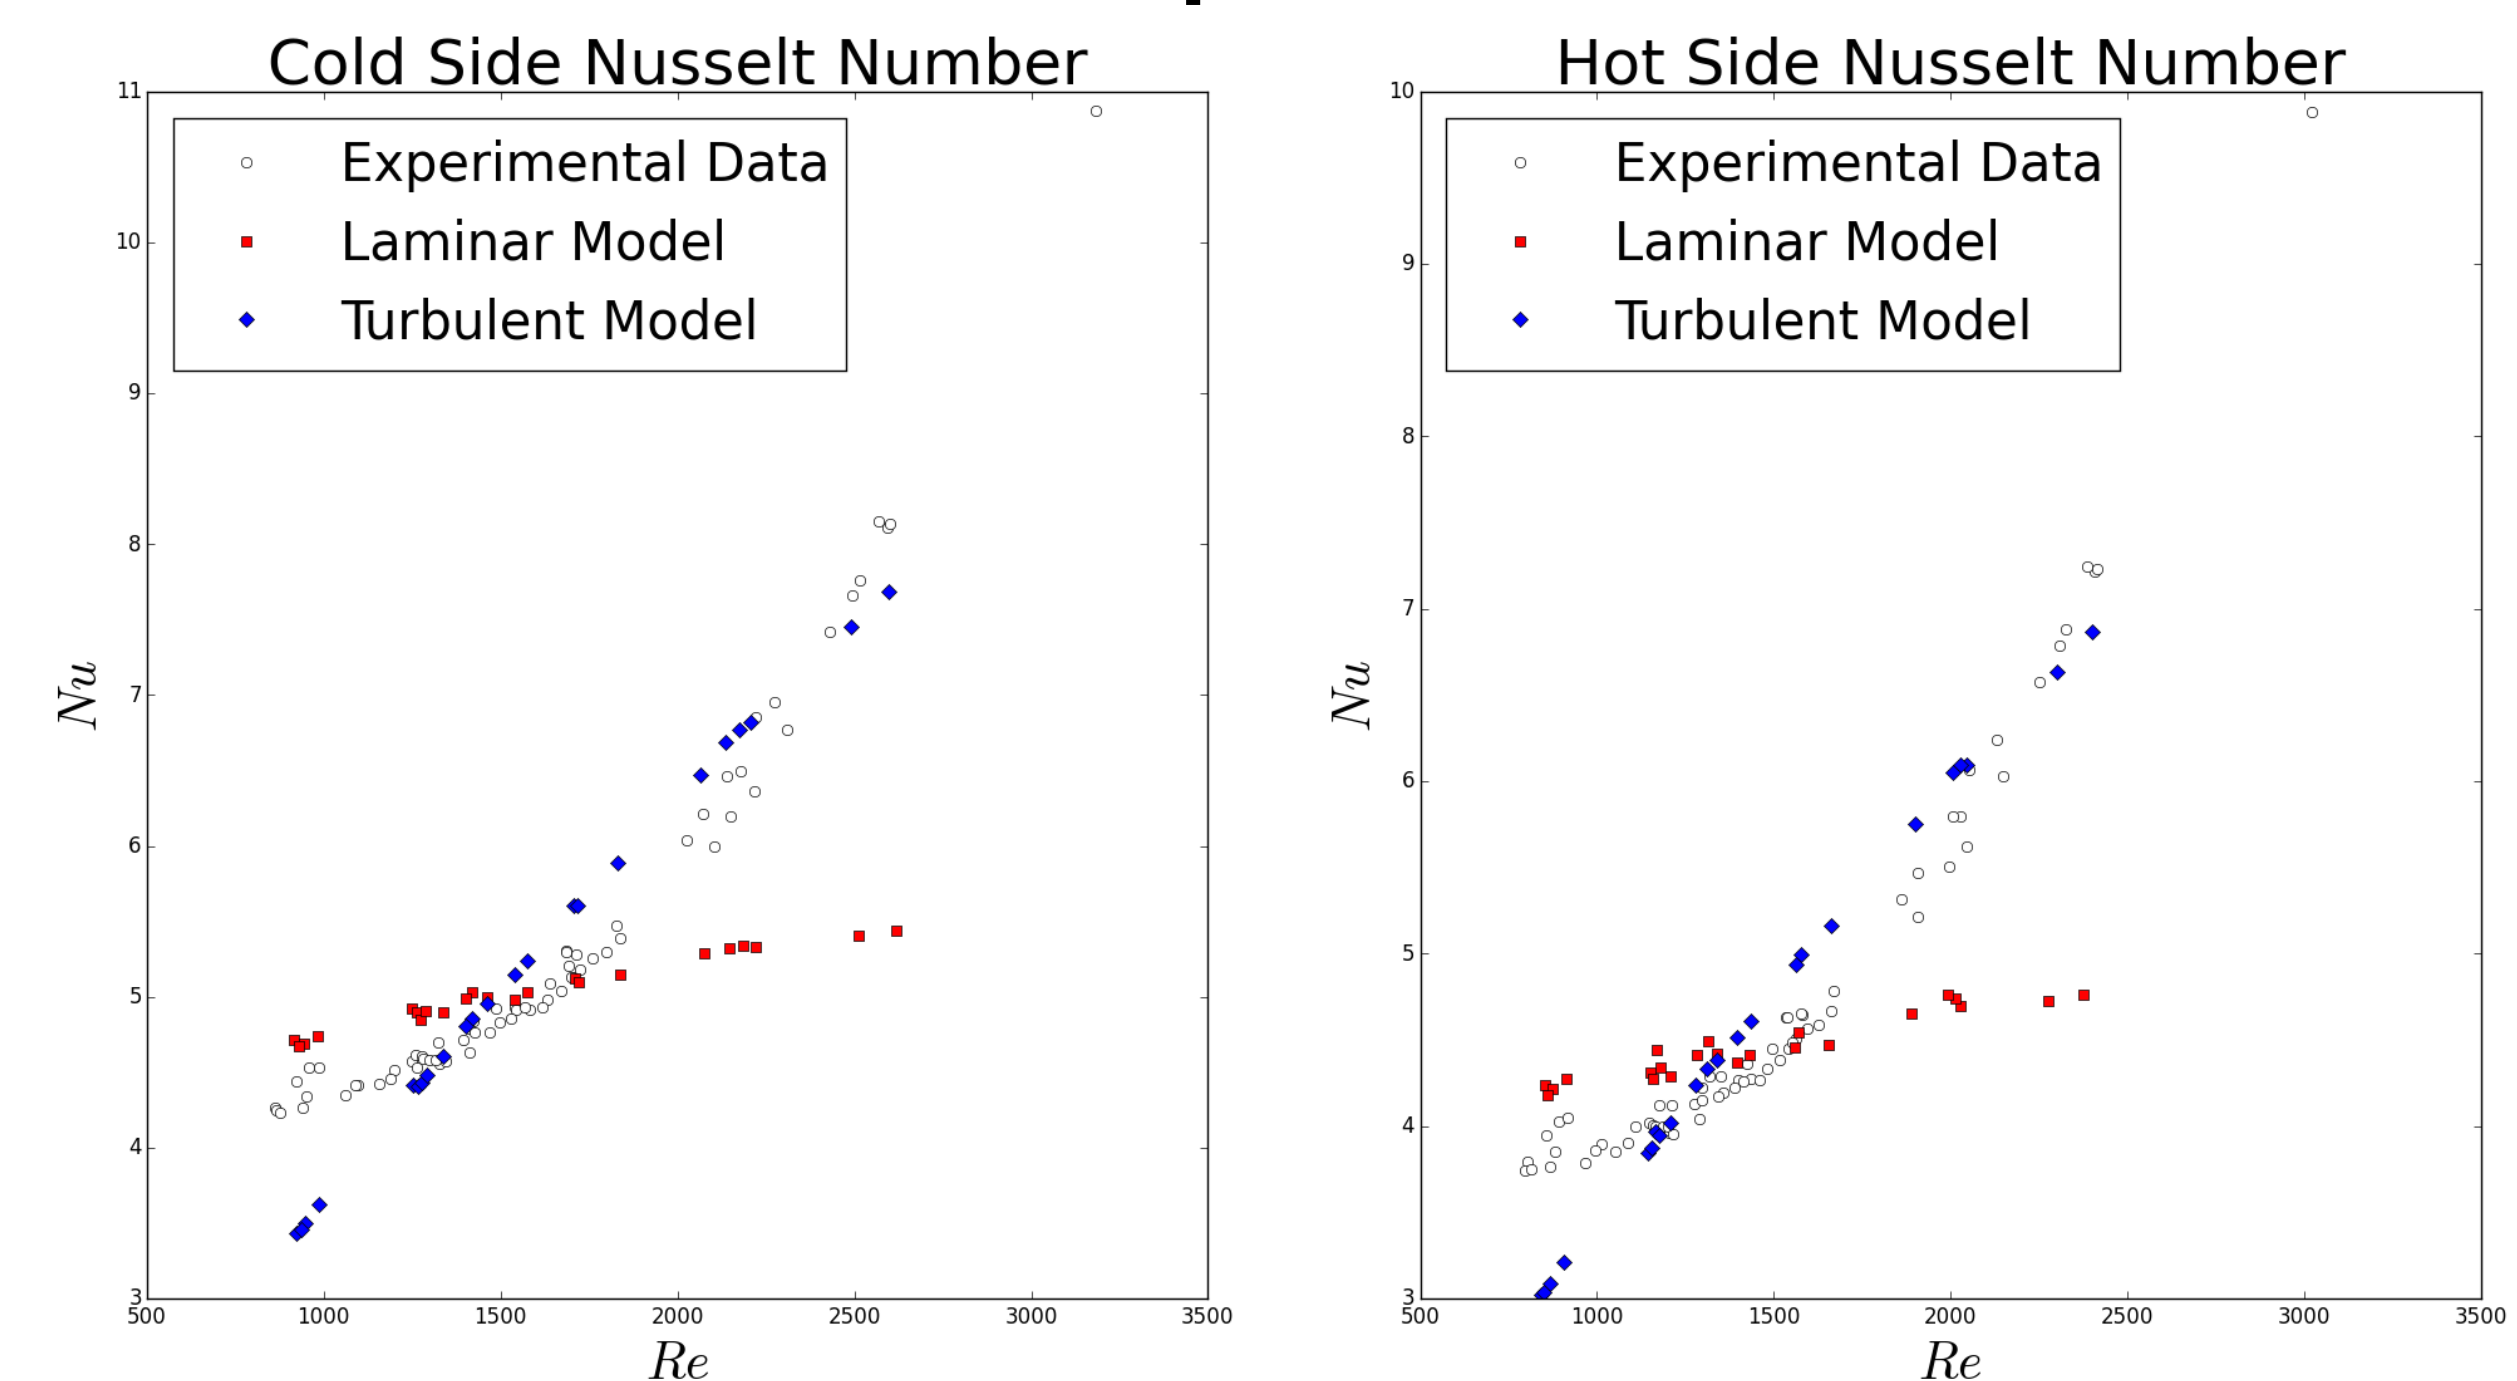 Cold Side Nusselt Number
11
10
9
8
7
6
5
4
3
Experimental Data
Laminar Model
Turbulent Model
Nu
500 1000 1500 2000 2500 3000 3500
Re
Hot Side Nusselt Number
10
9
8
7
6
5
4
3
Experimental Data
Laminar Model
Turbulent Model
Nu
500 1000 1500 2000 2500 3000 3500
Re